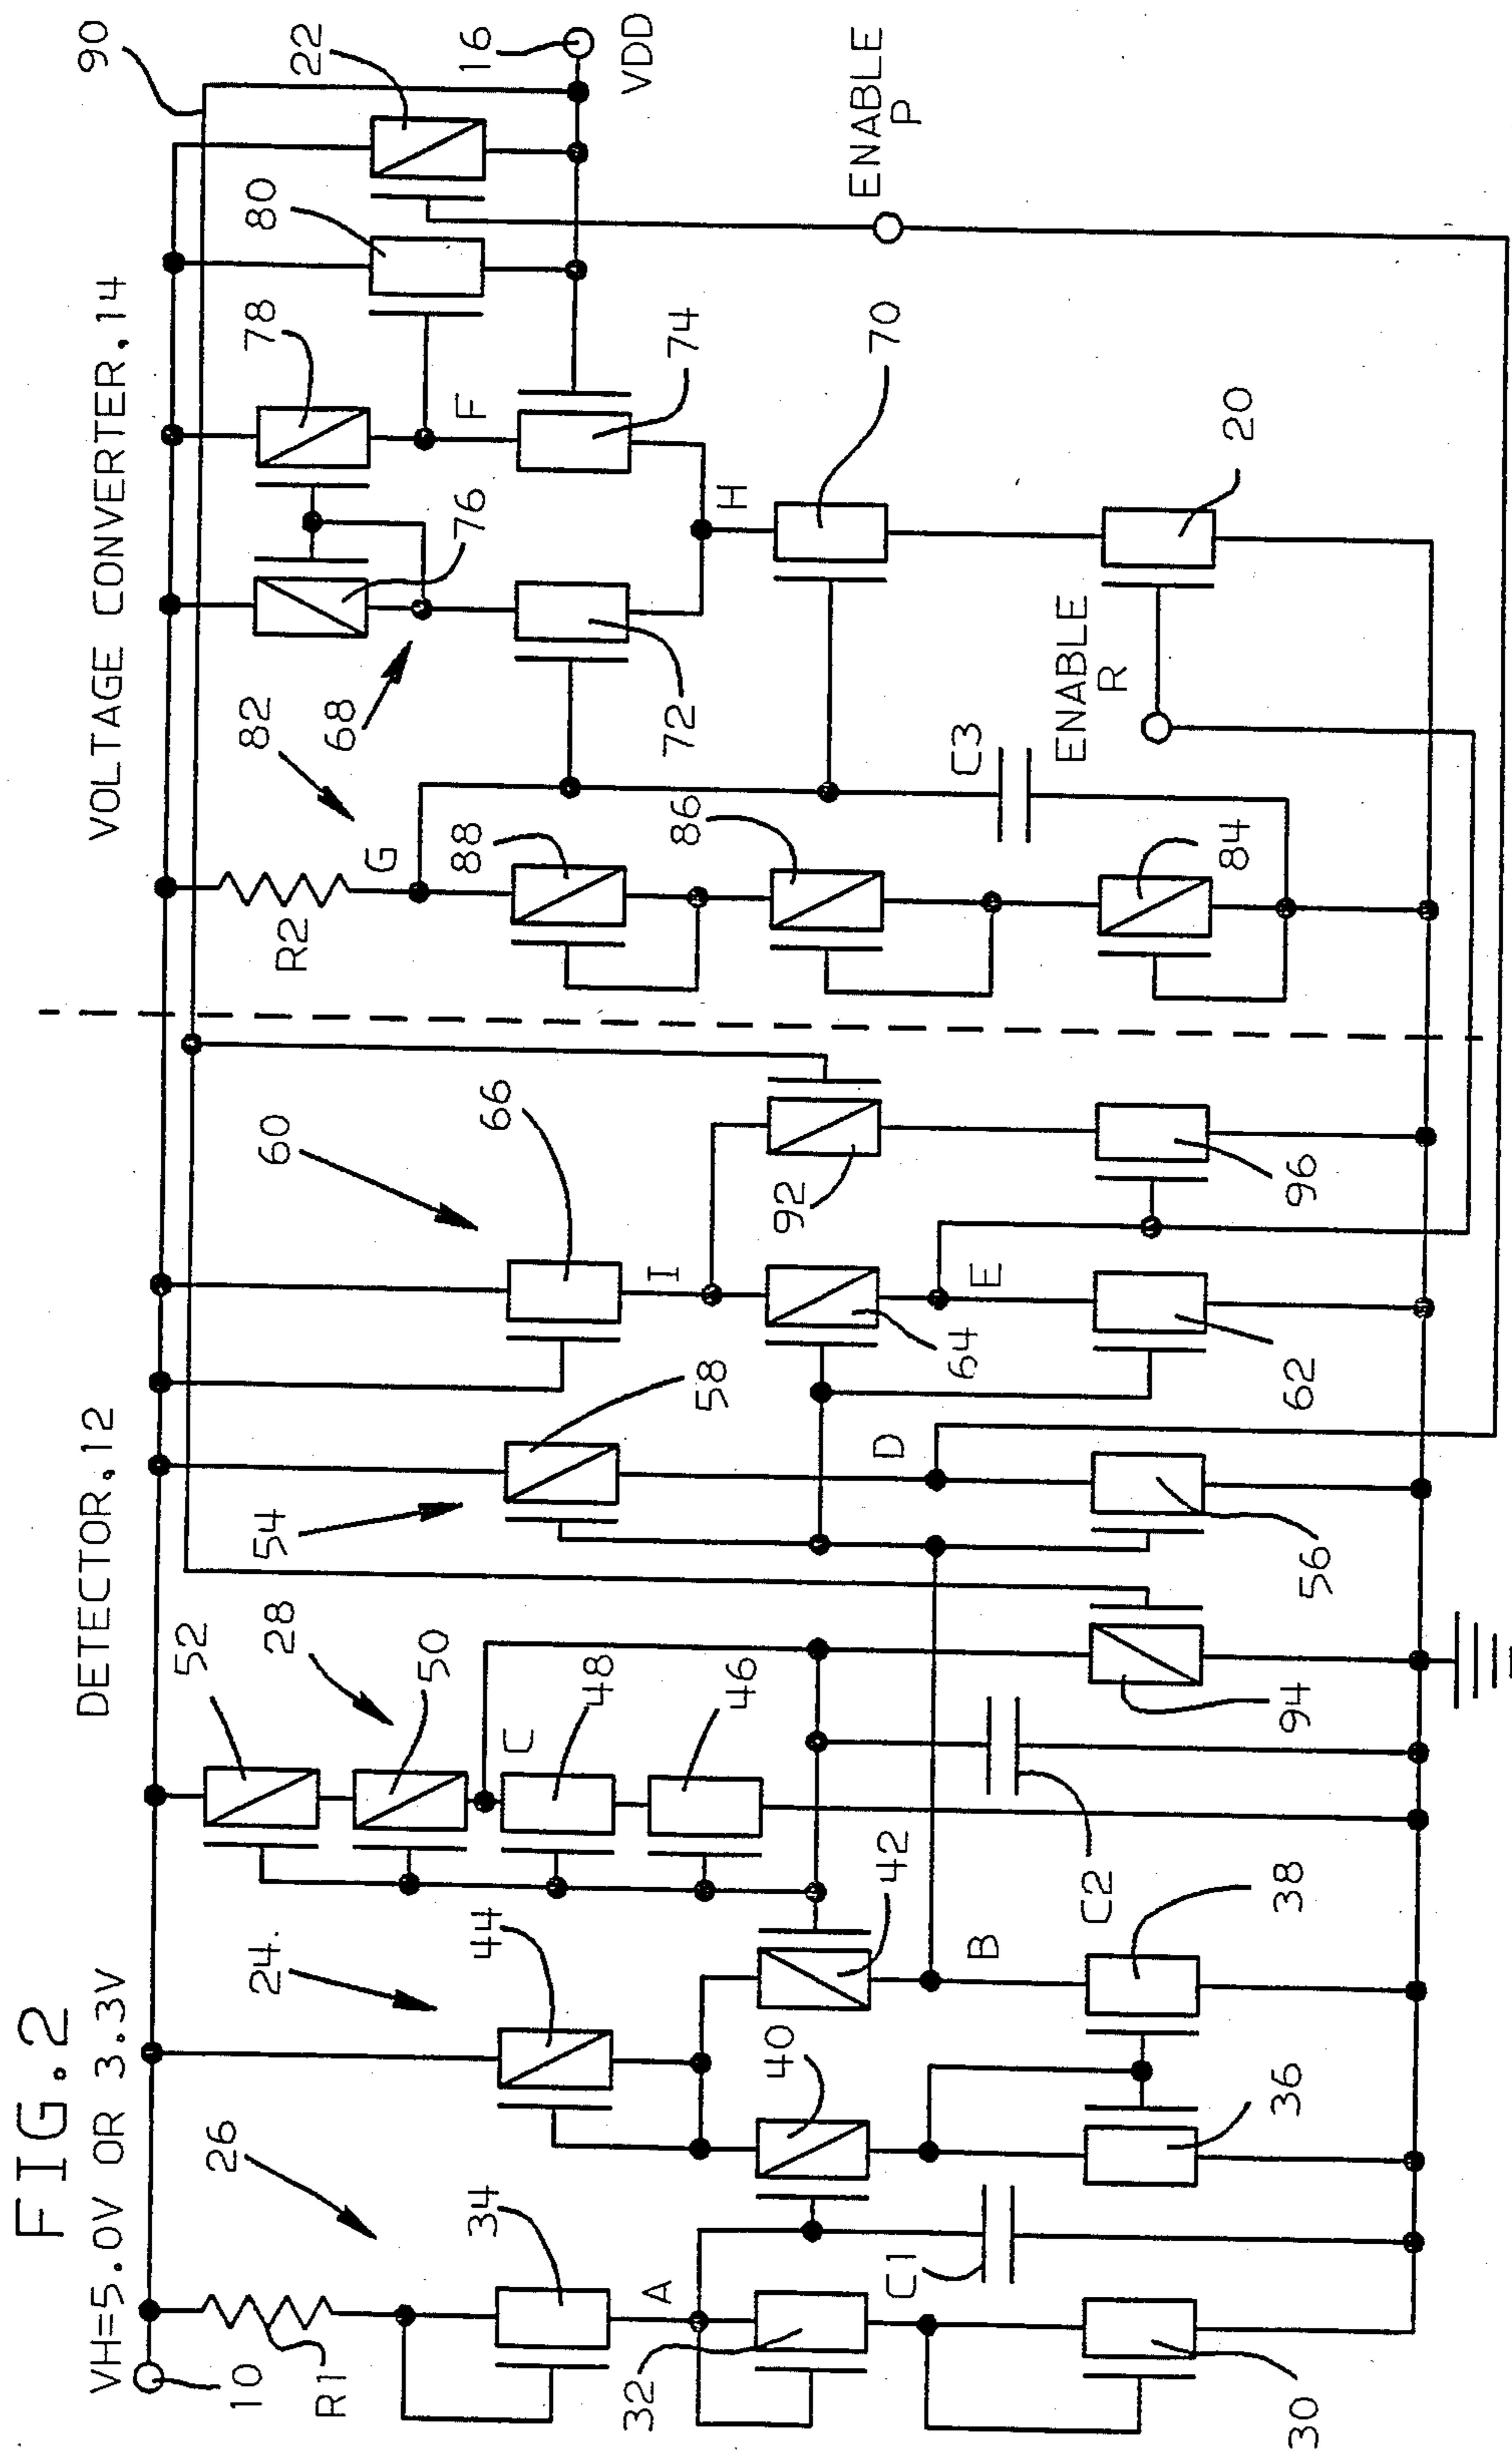 FIG.2
VH=5.0V OR 3.3V
DETECTOR,12
VOLTAGE CONVERTER,14
90
10
R1
26
34
A
32
C1
30
24
44
40
36
42
B
38
52
28
50
C
48
46
C2
94
54
58
D
56
60
66
I
64
E
62
92
96
R2
G
82
88
86
84
C3
68
76
72
78
F
74
H
70
20
ENABLE
R
80
22
16
VDD
ENABLE
P